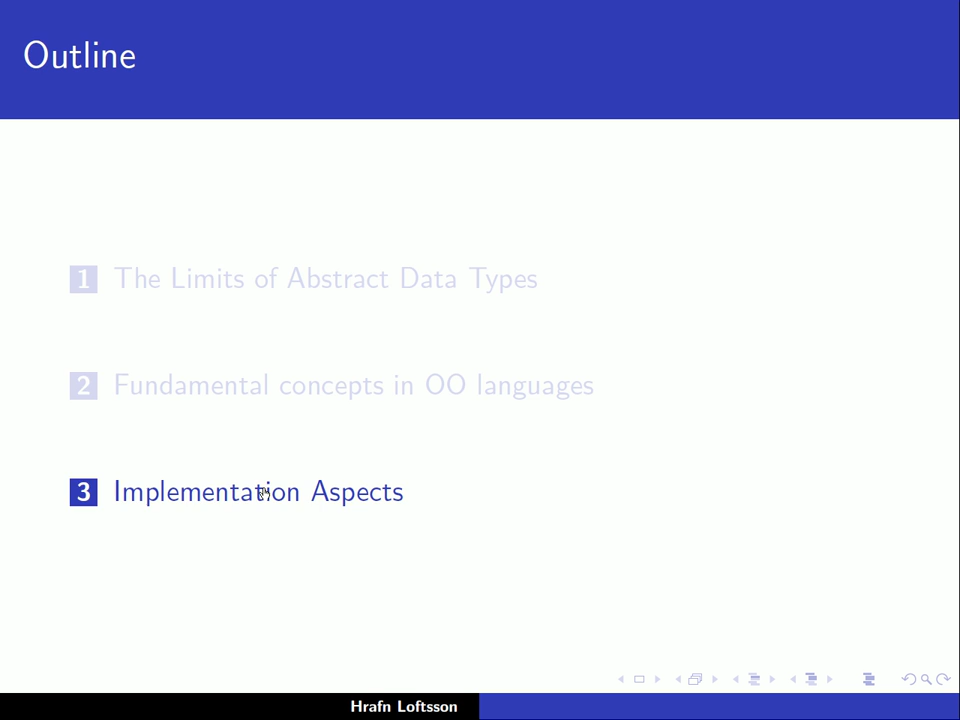 Outline
1 The Limits of Abstract Data Types
2 Fundamental concepts in OO languages
3 Implementation Aspects
Hrafn Loftsson